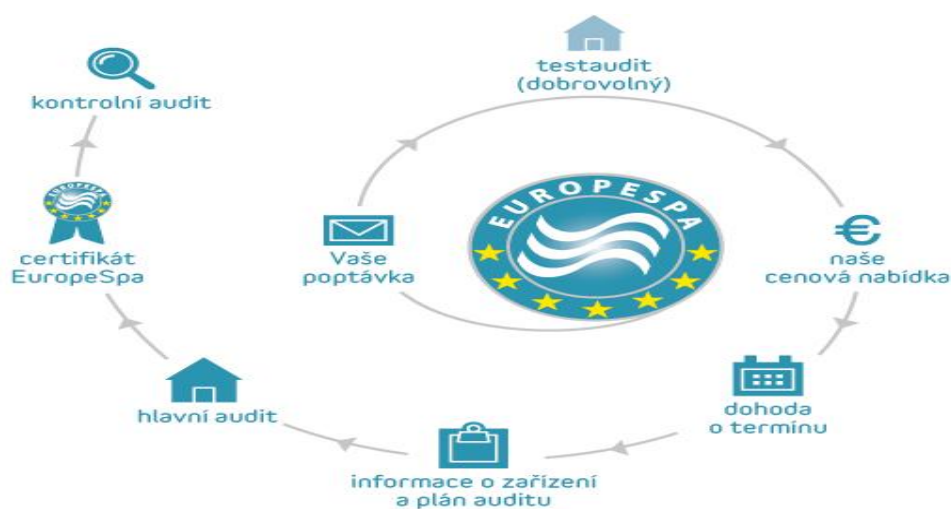 testaudit
(dobrovolný)
kontrolní audit
EUROPESPA
EUROPESPA
certifikát
EuropeSpa
Vaše
poptávka
€
naše
cenová nabídka
hlavní audit
dohoda
o termínu
informace o zařízení
a plán auditu